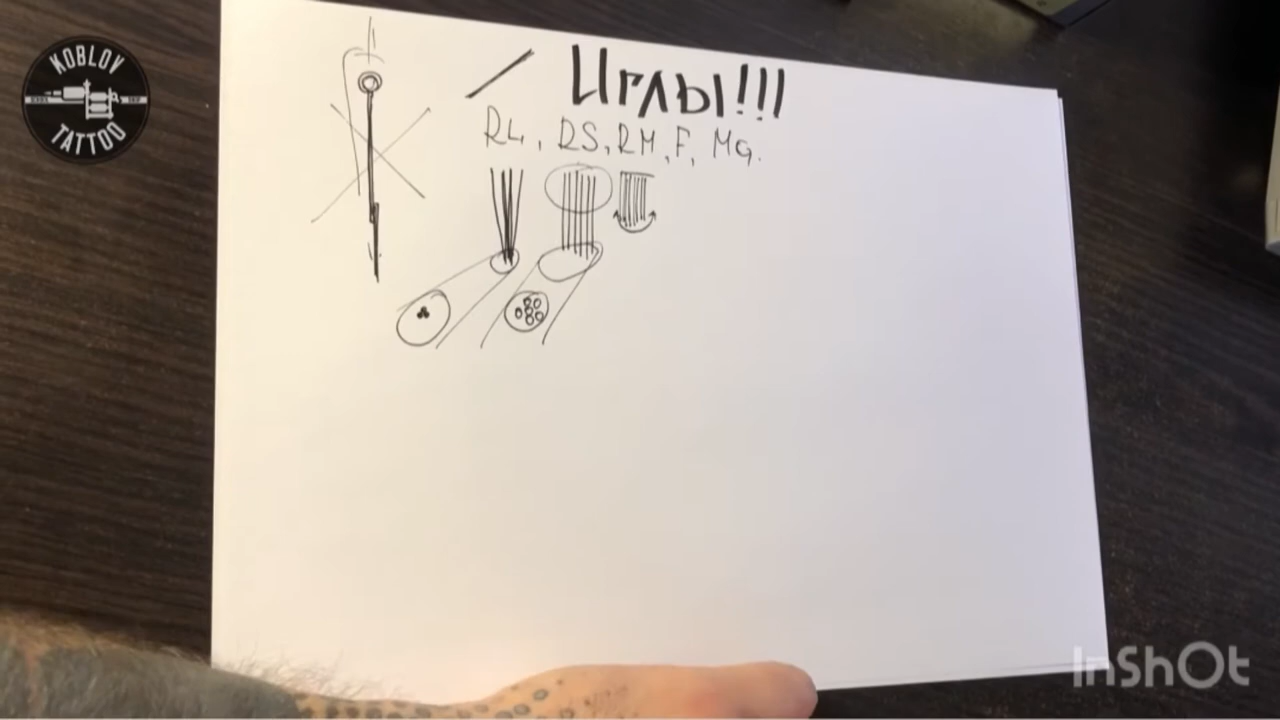 KOBLOV
TATTOO
Иглы!!!
RL, RS, RM, F, MG.
InShOt